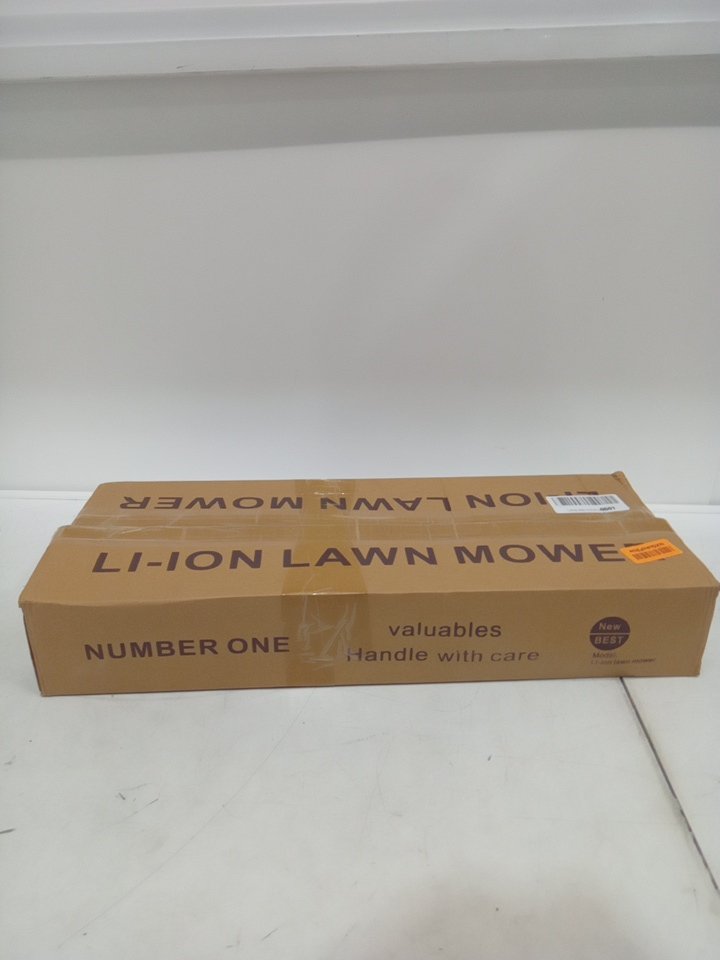 LI-ION LAWN MOWER
LI-ION LAWN MOWE
NUMBER ONE
valuables
Handle with care
New
BEST
Model:
Li-ion lawn mower